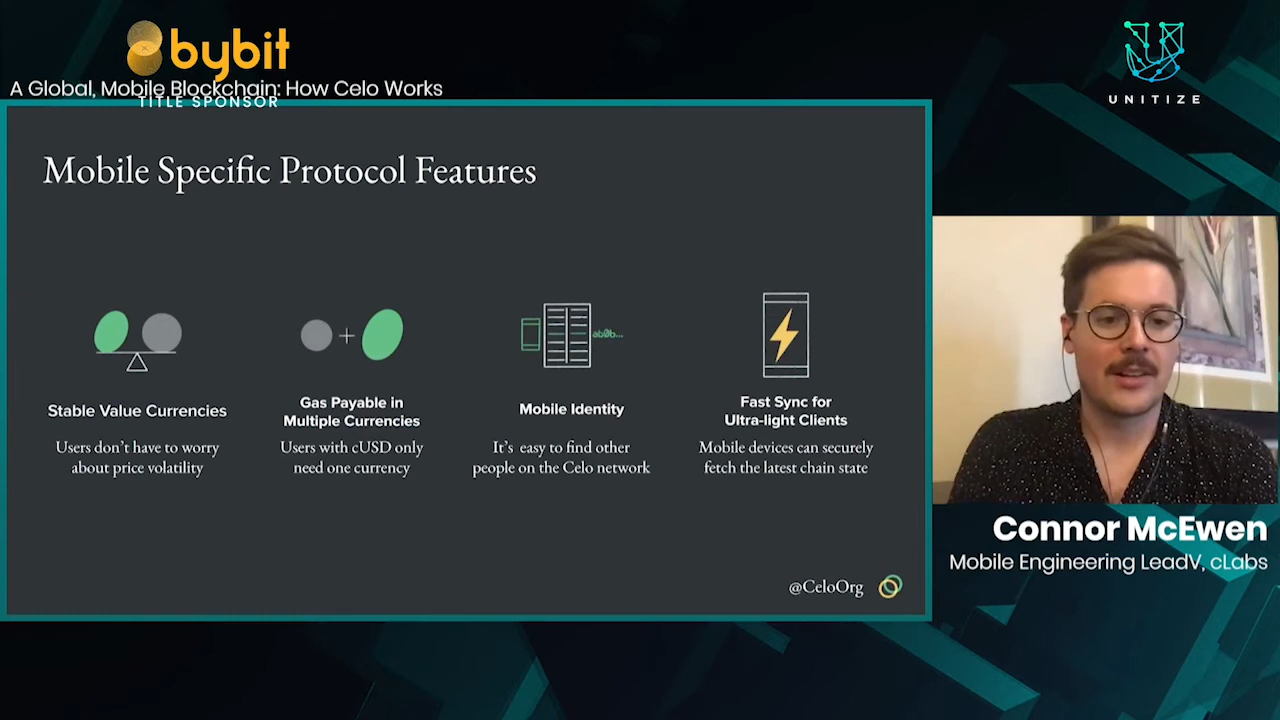 bybit
A Global, Mobile Blockchain: How Celo Works
TITLE SPONSOR
UNITIZE
Mobile Specific Protocol Features
Stable Value Currencies
Users don't have to worry
about price volatility
Gas Payable in
Multiple Currencies
Users with cUSD only
need one currency
ab0b...
Mobile Identity
It's easy to find other
people on the Celo network
Fast Sync for
Ultra-light Clients
Mobile devices can securely
fetch the latest chain state
@CeloOrg
Connor McEwen
Mobile Engineering LeadV, cLabs